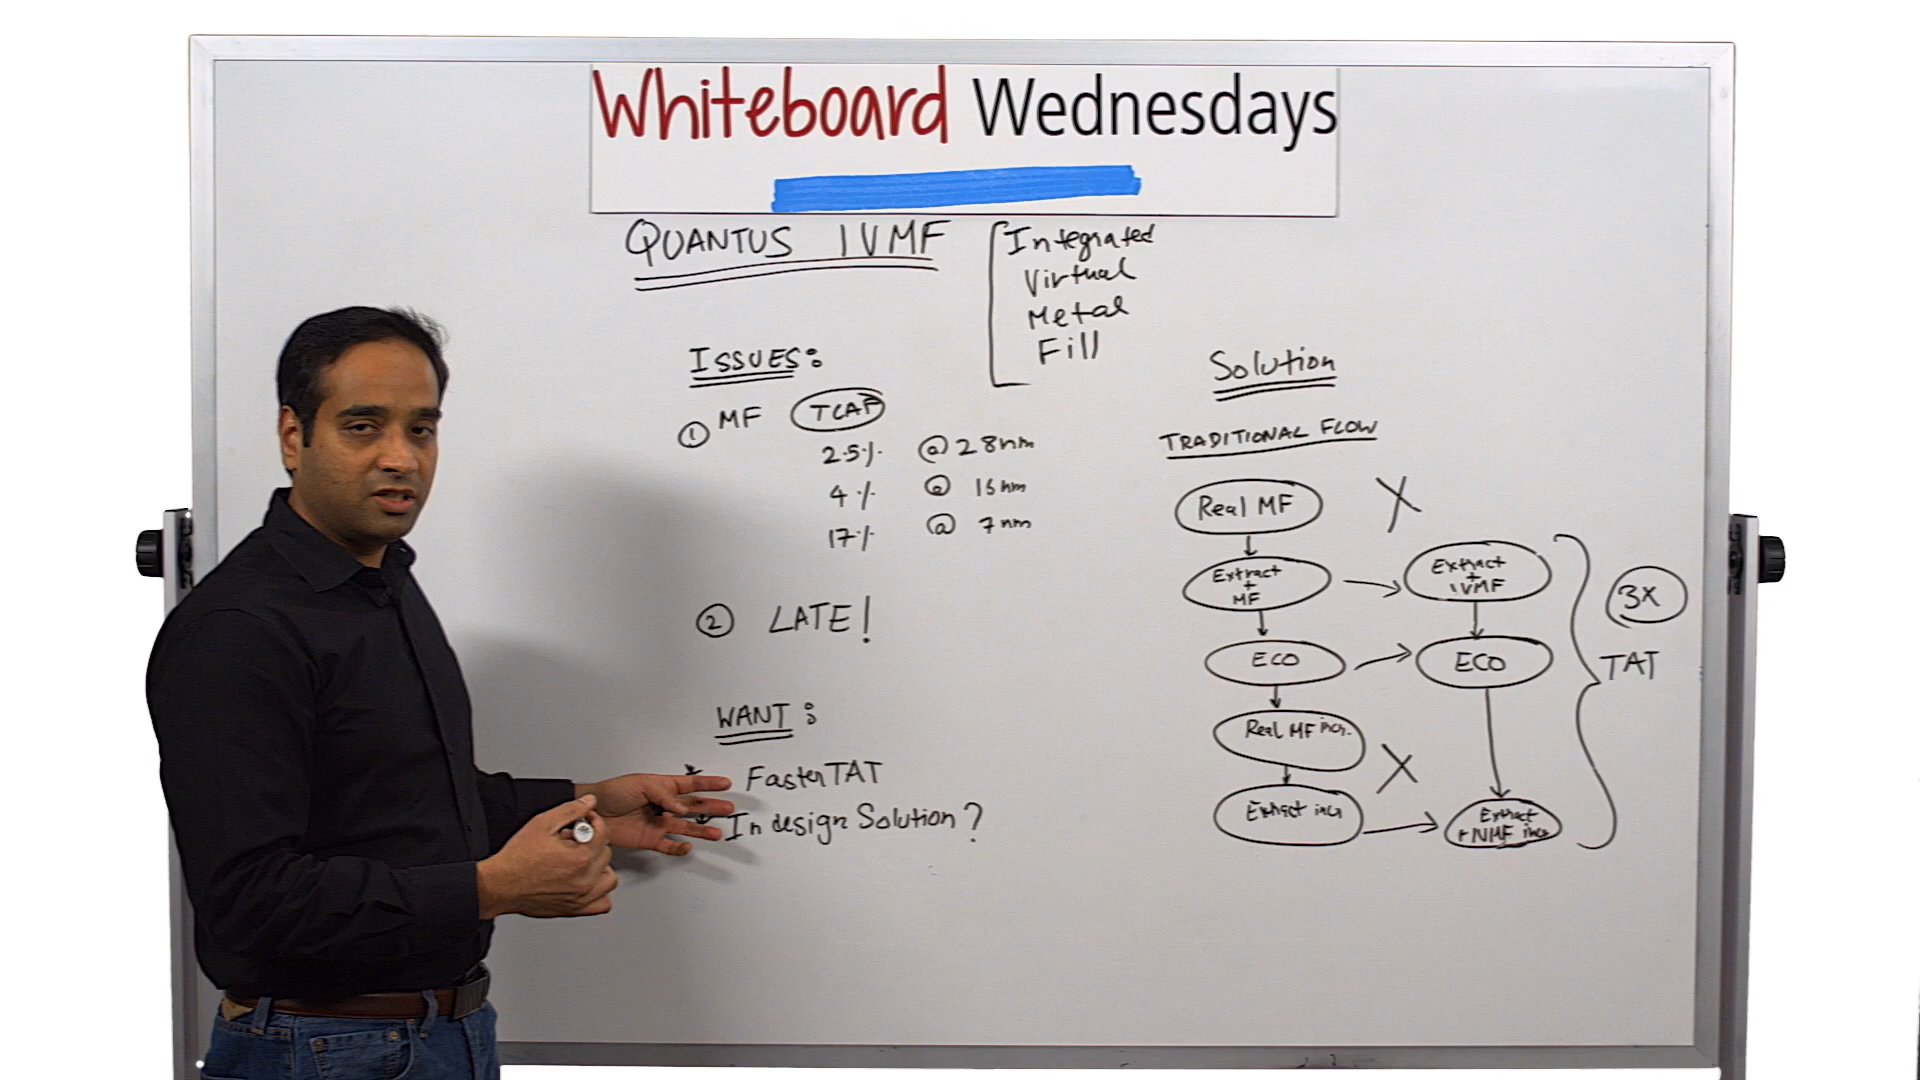 Whiteboard Wednesdays
QUANTUS IVMF
Integrated
Virtual
Metal
Fill
ISSUES:
① MF TCAP
2.5% @ 28nm
4% @ 16nm
17% @ 7nm
② LATE!
WANT:
Faster TAT
In design Solution?
Solution
TRADITIONAL FLOW
Real MF
X
Extract
+
MF
Extract
+
IVMF
ECO
ECO
Real MF incr.
X
Extract incr
Extract
incr
3X
TAT